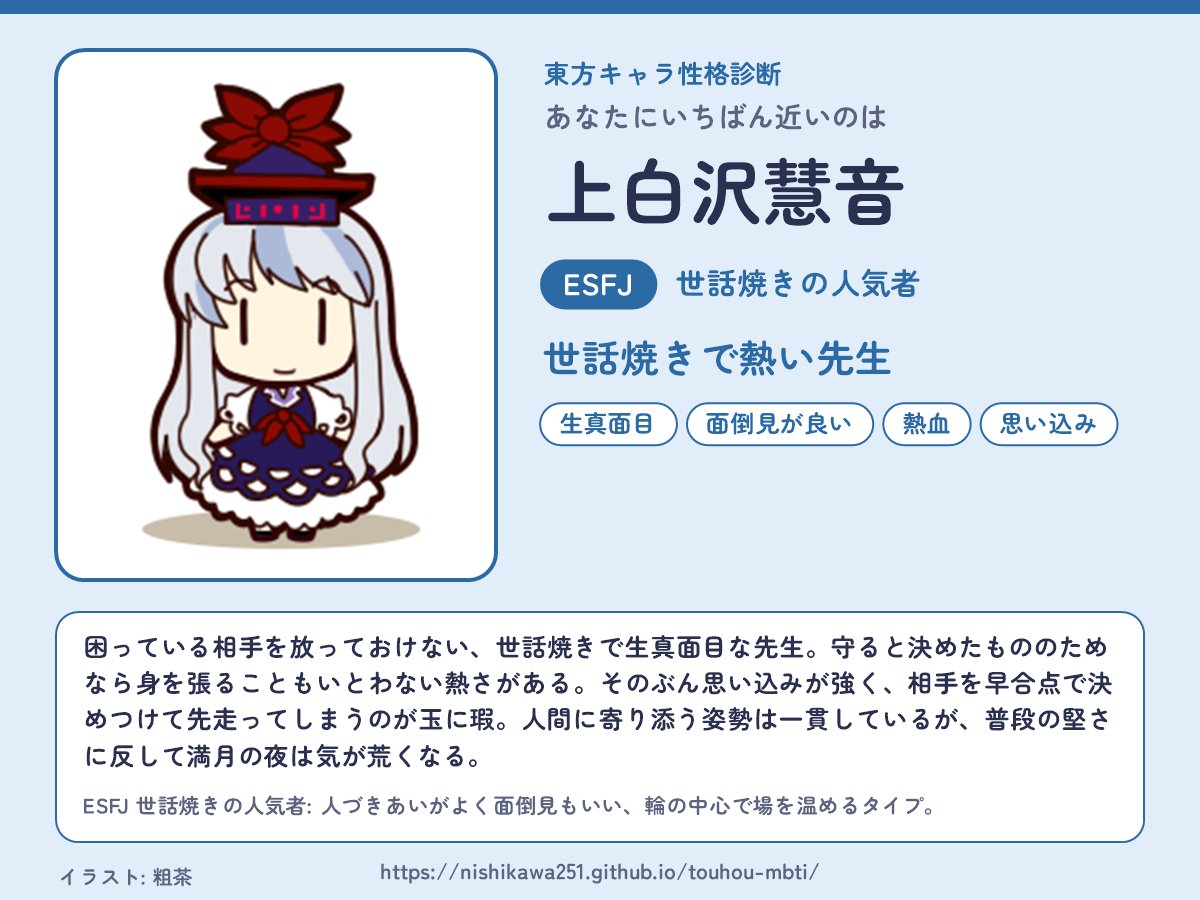 東方キャラ性格診断
あなたにいちばん近いのは
上白沢慧音
ESFJ 世話焼きの人気者
世話焼きで熱い先生
生真面目 面倒見が良い 熱血 思い込み
困っている相手を放っておけない、世話焼きで生真面目な先生。守ると決めたもののため
なら身を張ることもいとわない熱さがある。そのぶん思い込みが強く、相手を早合点で決
めつけて先走ってしまうのが玉に瑕。人間に寄り添う姿勢は一貫しているが、普段の堅さ
に反して満月の夜は気が荒くなる。
ESFJ 世話焼きの人気者: 人づきあいがよく面倒見もいい、輪の中心で場を温めるタイプ。
イラスト: 粗茶
https://nishikawa251.github.io/touhou-mbti/